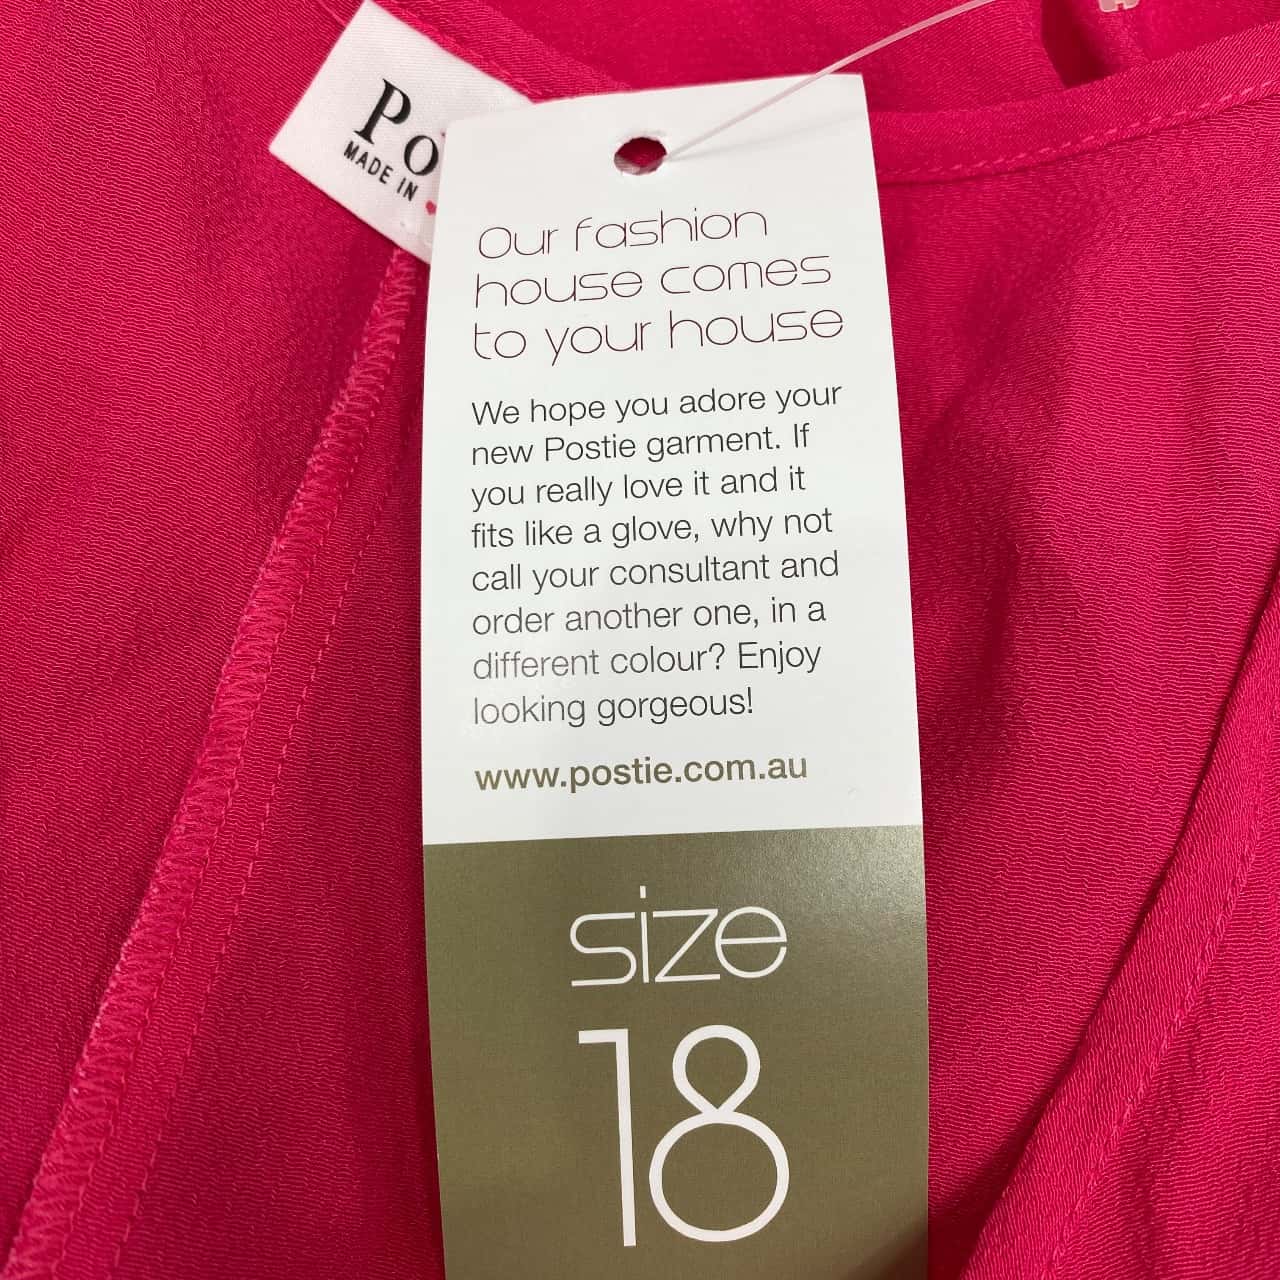 Po
MADE IN
Our fashion
house comes
to your house
We hope you adore your
new Postie garment. If
you really love it and it
fits like a glove, why not
call your consultant and
order another one, in a
different colour? Enjoy
looking gorgeous!
www.postie.com.au
size
18